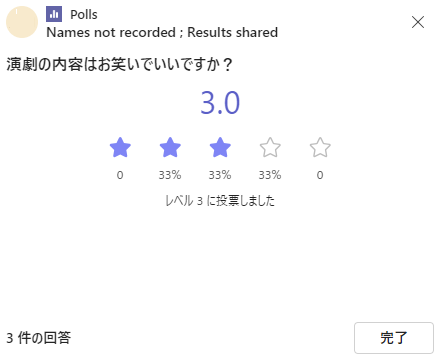 Polls
Names not recorded ; Results shared
演劇の内容はお笑いでいいですか？
3.0
0 33% 33% 33% 0
レベル 3 に投票しました
3 件の回答
完了